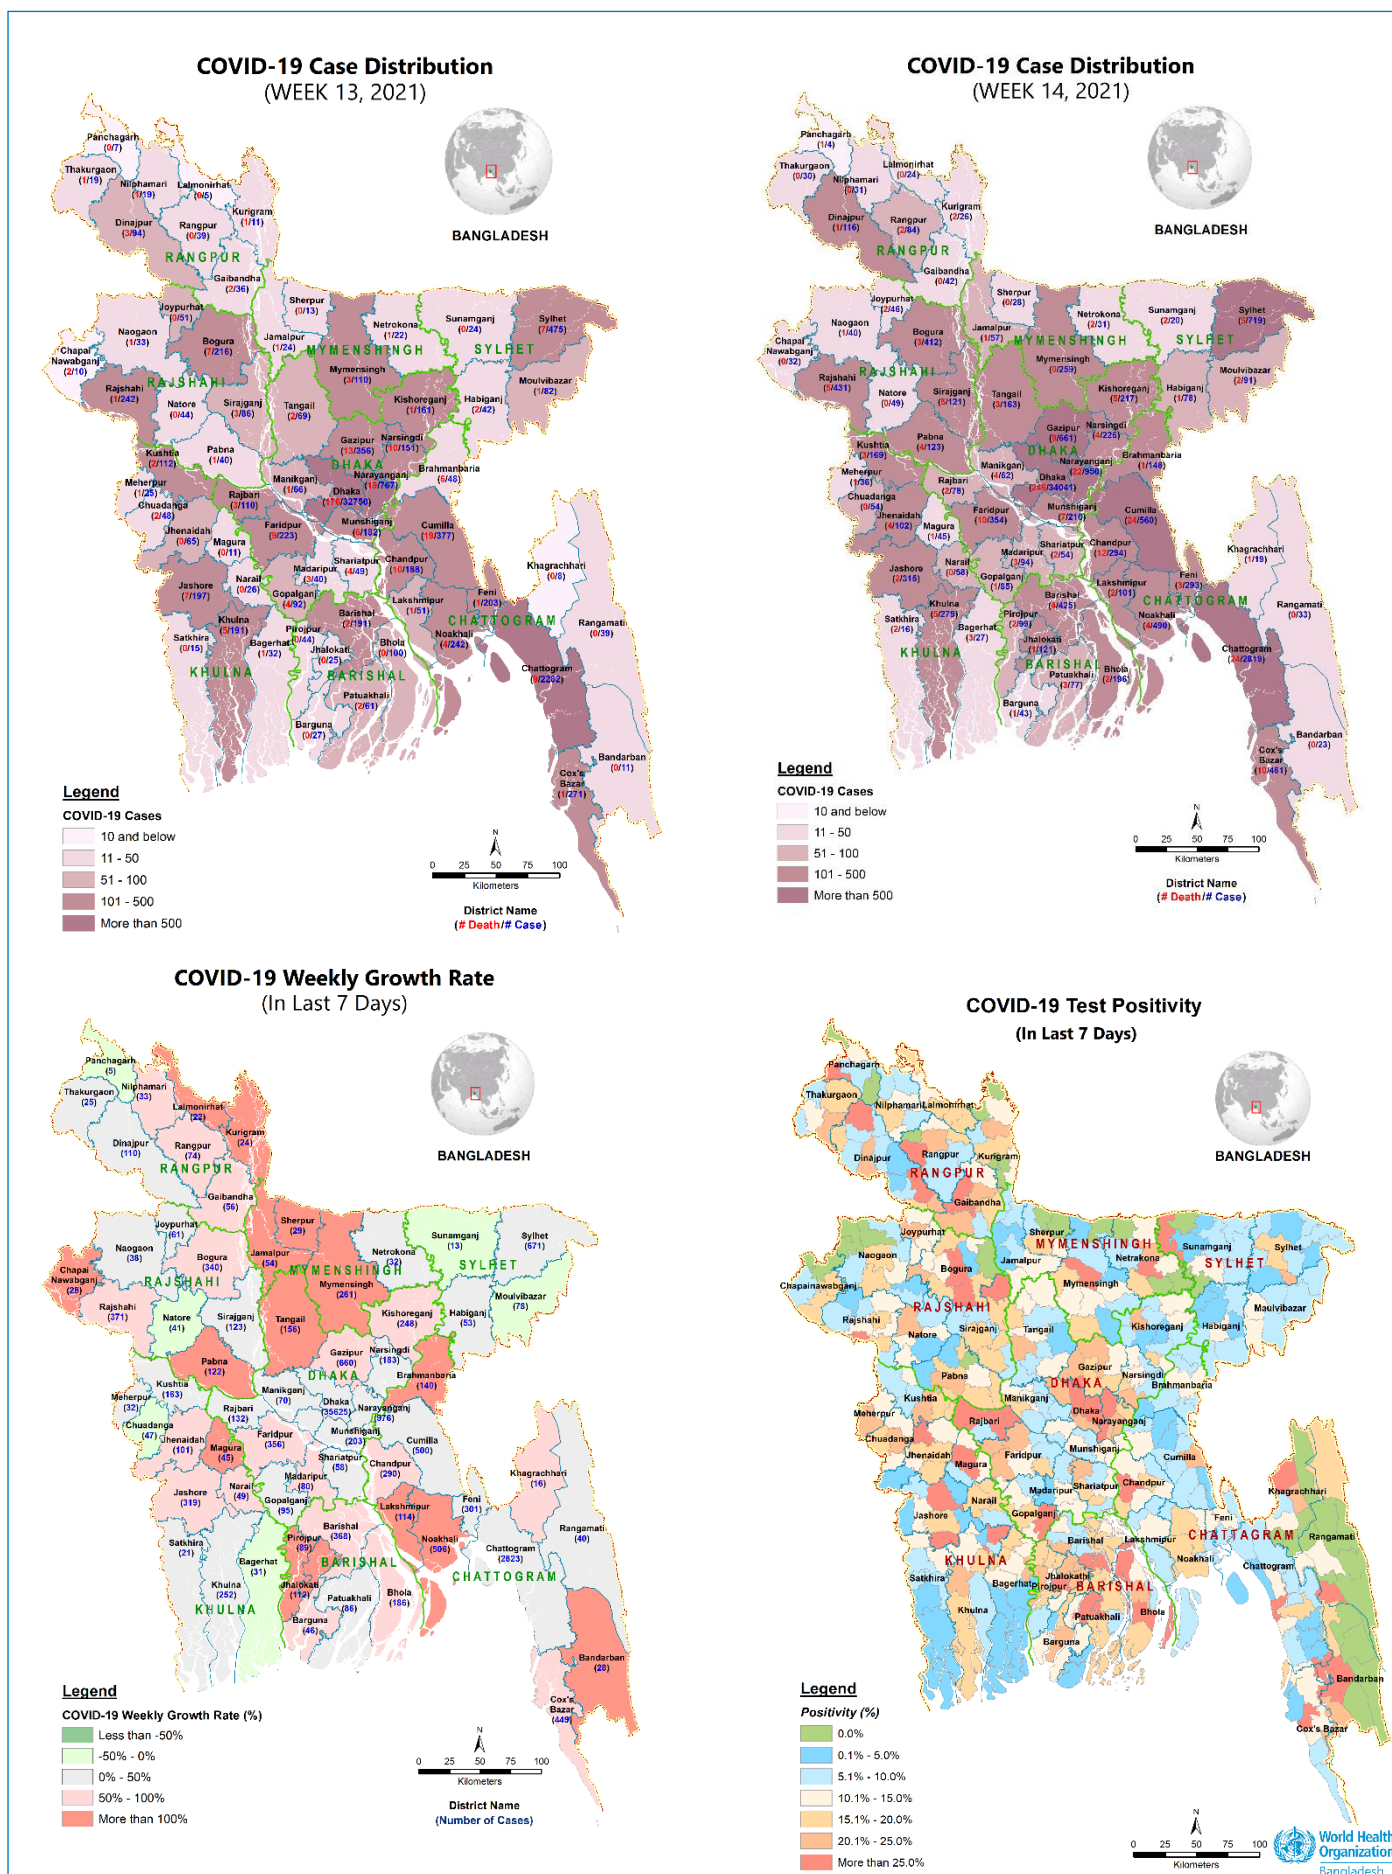 COVID-19 Case Distribution
(WEEK 13, 2021)
Panchagarh
(0/7)
Thakurgaon
(1/19)
Nilphamari
(1/19)
Lalmonirhat
(0/5)
Kurigram
(1/11)
Dinajpur
(3/94)
Rangpur
(0/39)
RANGPUR
Gaibandha
(2/36)
BANGLADESH
Joypurhat
(0/51)
Sherpur
(0/13)
Netrokona
(1/22)
Sunamganj
(0/24)
Sylhet
(7/475)
Naogaon
(1/33)
Bogura
(7/216)
Jamalpur
(1/24)
MYMENSHINGH
SYLHET
Chapai
Nawabganj
(2/10)
RAJSHAHI
Mymensingh
(3/110)
Moulvibazar
(1/82)
Rajshahi
(1/242)
Natore
(0/44)
Sirajganj
(3/86)
Tangail
(2/69)
Kishoreganj
(1/161)
Habiganj
(2/42)
Pabna
(1/40)
Gazipur
(13/356)
Narsingdi
(10/151)
DHAKA
Kushtia
(2/112)
Manikganj
(1/66)
Narayanganj
(19/767)
Brahmanbaria
(6/48)
Meherpur
(1/25)
Dhaka
(176/32750)
Rajbari
(3/110)
Chuadanga
(2/48)
Faridpur
(9/223)
Munshiganj
(6/182)
Cumilla
(19/377)
Jhenaidah
(0/65)
Magura
(0/11)
Shariatpur
(4/49)
Chandpur
(10/188)
Khagrachhari
(0/8)
Jashore
(7/197)
Narail
(0/26)
Madaripur
(3/40)
Gopalganj
(4/92)
Lakshmipur
(1/51)
Feni
(1/203)
Rangamati
(0/39)
Khulna
(5/191)
Barishal
(2/191)
CHATTOGRAM
Satkhira
(0/15)
Bagerhat
(1/32)
Pirojpur
(0/44)
Jhalokati
(0/25)
Bhola
(0/100)
Noakhali
(4/242)
KHULNA
BARISHAL
Chattogram
(9/2262)
Patuakhali
(2/61)
Barguna
(0/27)
Bandarban
(0/11)
Cox's
Bazar
(1/271)
Legend
COVID-19 Cases
10 and below
11 - 50
51 - 100
101 - 500
More than 500
N
0 25 50 75 100
Kilometers
District Name
(# Death/# Case)
COVID-19 Case Distribution
(WEEK 14, 2021)
Panchagarh
(1/4)
Thakurgaon
(0/30)
Nilphamari
(0/31)
Lalmonirhat
(0/24)
Kurigram
(2/26)
Dinajpur
(1/116)
Rangpur
(2/84)
RANGPUR
Gaibandha
(0/42)
BANGLADESH
Joypurhat
(2/46)
Sherpur
(0/28)
Netrokona
(2/31)
Sunamganj
(2/20)
Sylhet
(5/719)
Naogaon
(1/40)
Bogura
(3/412)
Jamalpur
(1/57)
MYMENSHINGH
SYLHET
Chapai
Nawabganj
(0/32)
RAJSHAHI
Mymensingh
(0/259)
Moulvibazar
(2/91)
Rajshahi
(5/431)
Natore
(0/49)
Sirajganj
(5/121)
Tangail
(3/163)
Kishoreganj
(5/217)
Habiganj
(1/78)
Pabna
(4/123)
Gazipur
(9/661)
Narsingdi
(4/226)
DHAKA
Kushtia
(3/169)
Manikganj
(4/62)
Narayanganj
(22/950)
Brahmanbaria
(1/148)
Meherpur
(1/36)
Rajbari
(2/78)
Dhaka
(246/34041)
Chuadanga
(0/54)
Jhenaidah
(4/102)
Faridpur
(10/354)
Munshiganj
(7/210)
Cumilla
(24/560)
Magura
(1/45)
Shariatpur
(2/54)
Chandpur
(12/294)
Khagrachhari
(1/19)
Jashore
(2/315)
Narail
(0/58)
Madaripur
(3/94)
Gopalganj
Lakshmipur
(2/101)
Feni
(3/293)
CHATTOGRAM
Rangamati
(0/33)
Khulna
(5/279)
Barishal
(4/425)
Satkhira
(2/16)
Bagerhat
(3/27)
Pirojpur
(2/99)
Jhalokati
(1/121)
Noakhali
(4/490)
BARISHAL
KHULNA
Bhola
(2/196)
Patuakhali
(3/77)
Chattogram
(24/2819)
Barguna
(1/43)
Bandarban
(0/23)
Cox's
Bazar
(10/461)
Legend
COVID-19 Cases
10 and below
11 - 50
51 - 100
101 - 500
More than 500
N
0 25 50 75 100
Kilometers
District Name
(# Death/# Case)
COVID-19 Weekly Growth Rate
(In Last 7 Days)
Panchagarh
(5)
Thakurgaon
(25)
Nilphamari
(33)
Lalmonirhat
(22)
Kurigram
(24)
Dinajpur
(110)
Rangpur
(74)
RANGPUR
Gaibandha
(56)
BANGLADESH
Joypurhat
(61)
Sherpur
(29)
Netrokona
(32)
Sunamganj
(13)
Sylhet
(671)
Naogaon
(38)
Bogura
(340)
Jamalpur
(54)
MYMENSHINGH
SYLHET
Chapai
Nawabganj
(28)
RAJSHAHI
Mymensingh
(261)
Moulvibazar
(78)
Rajshahi
(371)
Natore
(41)
Sirajganj
(123)
Tangail
(156)
Kishoreganj
(248)
Habiganj
(53)
Pabna
(122)
Gazipur
(660)
Narsingdi
(183)
DHAKA
Brahmanbaria
(140)
Kushtia
(163)
Meherpur
(32)
Manikganj
(70)
Dhaka
(35625)
Narayanganj
(976)
Rajbari
(132)
Chuadanga
(47)
Jhenaidah
(101)
Magura
(45)
Faridpur
(356)
Munshiganj
(203)
Cumilla
(500)
Shariatpur
(58)
Chandpur
(290)
Khagrachhari
(16)
Jashore
(319)
Narail
(49)
Madaripur
(80)
Gopalganj
(95)
Lakshmipur
(114)
Feni
(301)
Rangamati
(40)
Satkhira
(21)
Bagerhat
(31)
Pirojpur
(89)
Barishal
(368)
Noakhali
(506)
Chattogram
(2823)
BARISHAL
CHATTOGRAM
Khulna
(252)
KHULNA
Jhalokati
(112)
Patuakhali
(86)
Bhola
(186)
Barguna
(46)
Bandarban
(28)
Cox's
Bazar
(449)
Legend
COVID-19 Weekly Growth Rate (%)
Less than -50%
-50% - 0%
0% - 50%
50% - 100%
More than 100%
N
0 25 50 75 100
Kilometers
District Name
(Number of Cases)
COVID-19 Test Positivity
(In Last 7 Days)
Panchagarh
Thakurgaon
Nilphamari
Lalmonirhat
Dinajpur
Rangpur
Kurigram
RANGPUR
Gaibandha
BANGLADESH
Joypurhat
Sherpur
MYMENSHINGH
Naogaon
Bogura
Jamalpur
Netrokona
Sunamganj
Sylhet
SYLHET
Chapainawabganj
Mymensingh
RAJSHAHI
Maulvibazar
Rajshahi
Natore
Sirajganj
Tangail
Kishoreganj
Habiganj
Pabna
Gazipur
Narsingdi
DHAKA
Brahmanbaria
Kushtia
Manikganj
Dhaka
Meherpur
Rajbari
Narayanganj
Chuadanga
Jhenaidah
Faridpur
Munshiganj
Cumilla
Magura
Madaripur
Shariatpur
Chandpur
Khagrachhari
Jashore
Narail
Gopalganj
Feni
CHATTAGRAM
Rangamati
Barishal
Lakshmipur
KHULNA
Noakhali
Chattogram
Satkhira
Bagerhat
Jhalokathi
Pirojpur
BARISHAL
Khulna
Patuakhali
Bhola
Barguna
Bandarban
Cox's Bazar
Legend
Positivity (%)
0.0%
0.1% - 5.0%
5.1% - 10.0%
10.1% - 15.0%
15.1% - 20.0%
20.1% - 25.0%
More than 25.0%
N
0 25 50 75 100
Kilometers
World Health
Organization
Bangladesh